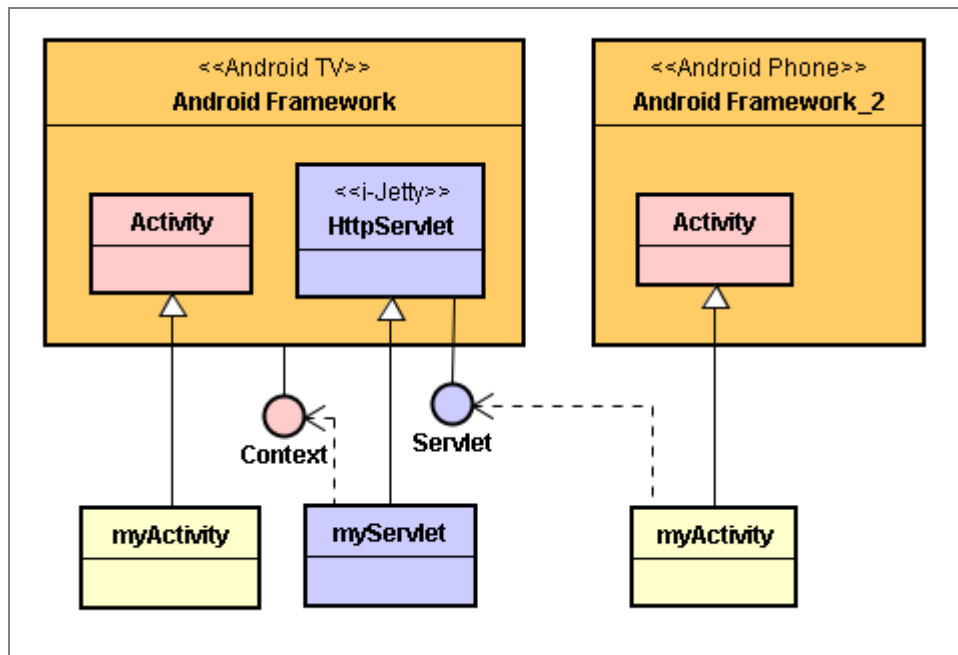 <<Android TV>>
Android Framework
<<Android Phone>>
Android Framework_2
<<i-Jetty>>
HttpServlet
Activity
Activity
Context
Servlet
myActivity
myServlet
myActivity